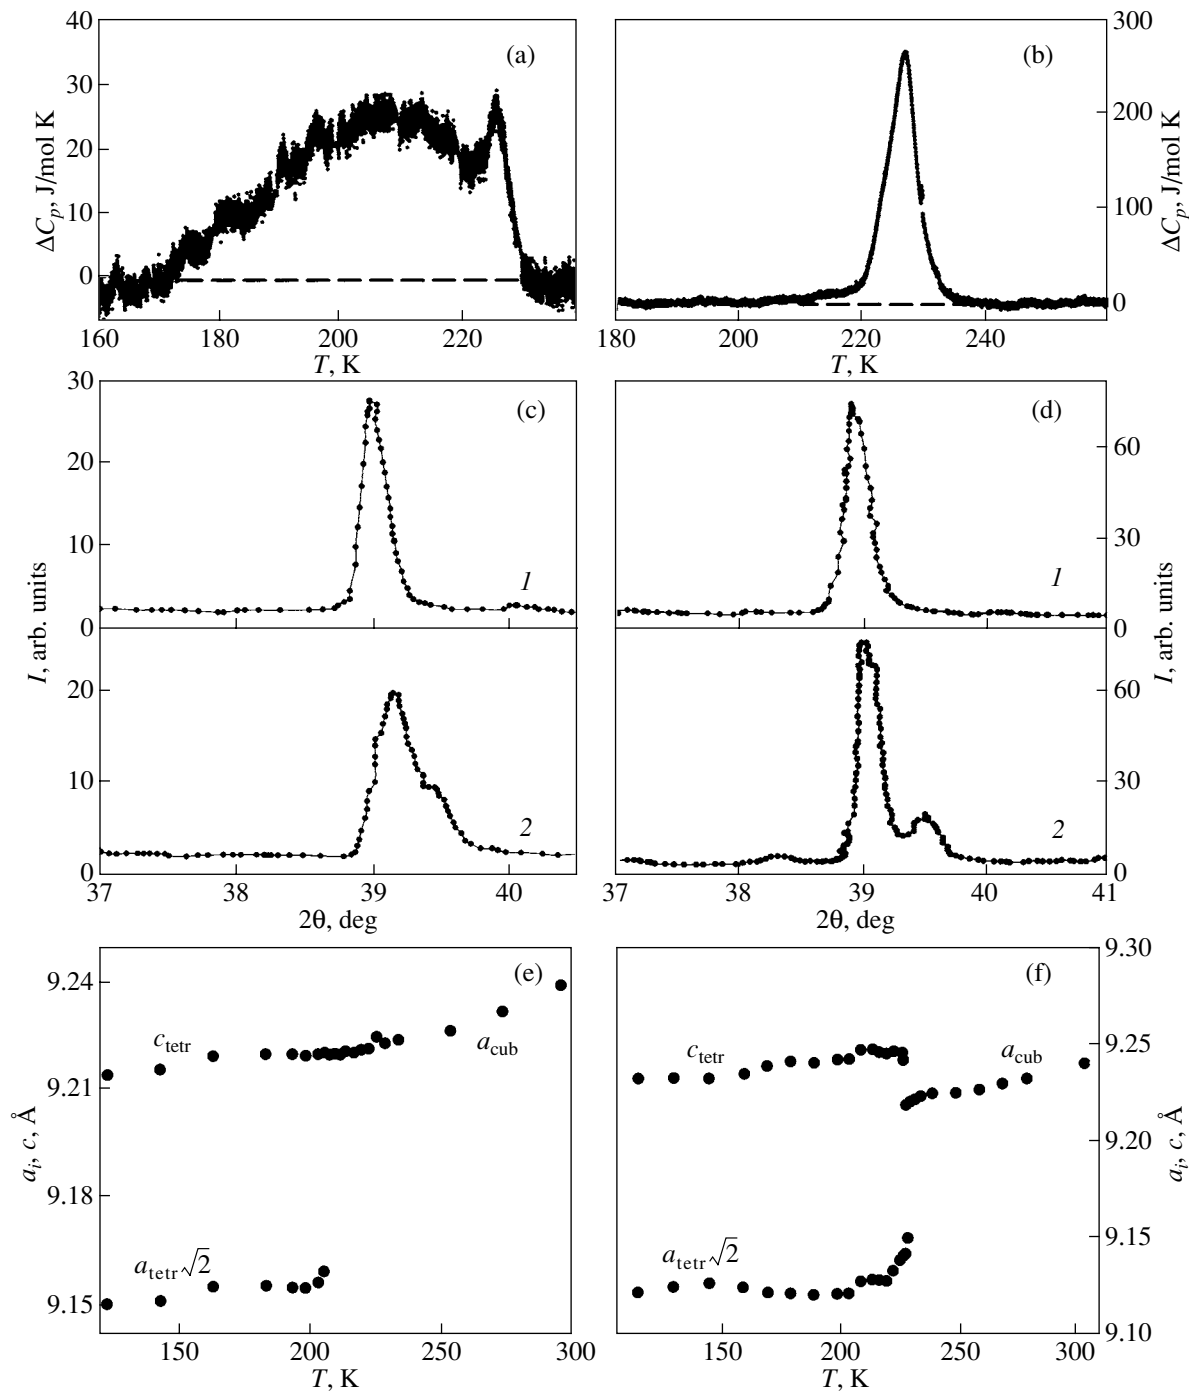 40
30
20
10
0
ΔC_p, J/mol K
(a)
160 180 200 220
T, K
300
200
100
0
ΔC_p, J/mol K
(b)
180 200 220 240
T, K
30
20
10
0
20
10
0
I, arb. units
(c)
1
2
37 38 39 40
2θ, deg
60
30
0
60
30
0
I, arb. units
(d)
1
2
37 38 39 40 41
2θ, deg
9.24
9.21
9.18
9.15
a_i, c, Å
(e)
c_tetr
a_cub
a_tetr√2
150 200 250 300
T, K
9.30
9.25
9.20
9.15
9.10
a_i, c, Å
(f)
c_tetr
a_cub
a_tetr√2
150 200 250 300
T, K